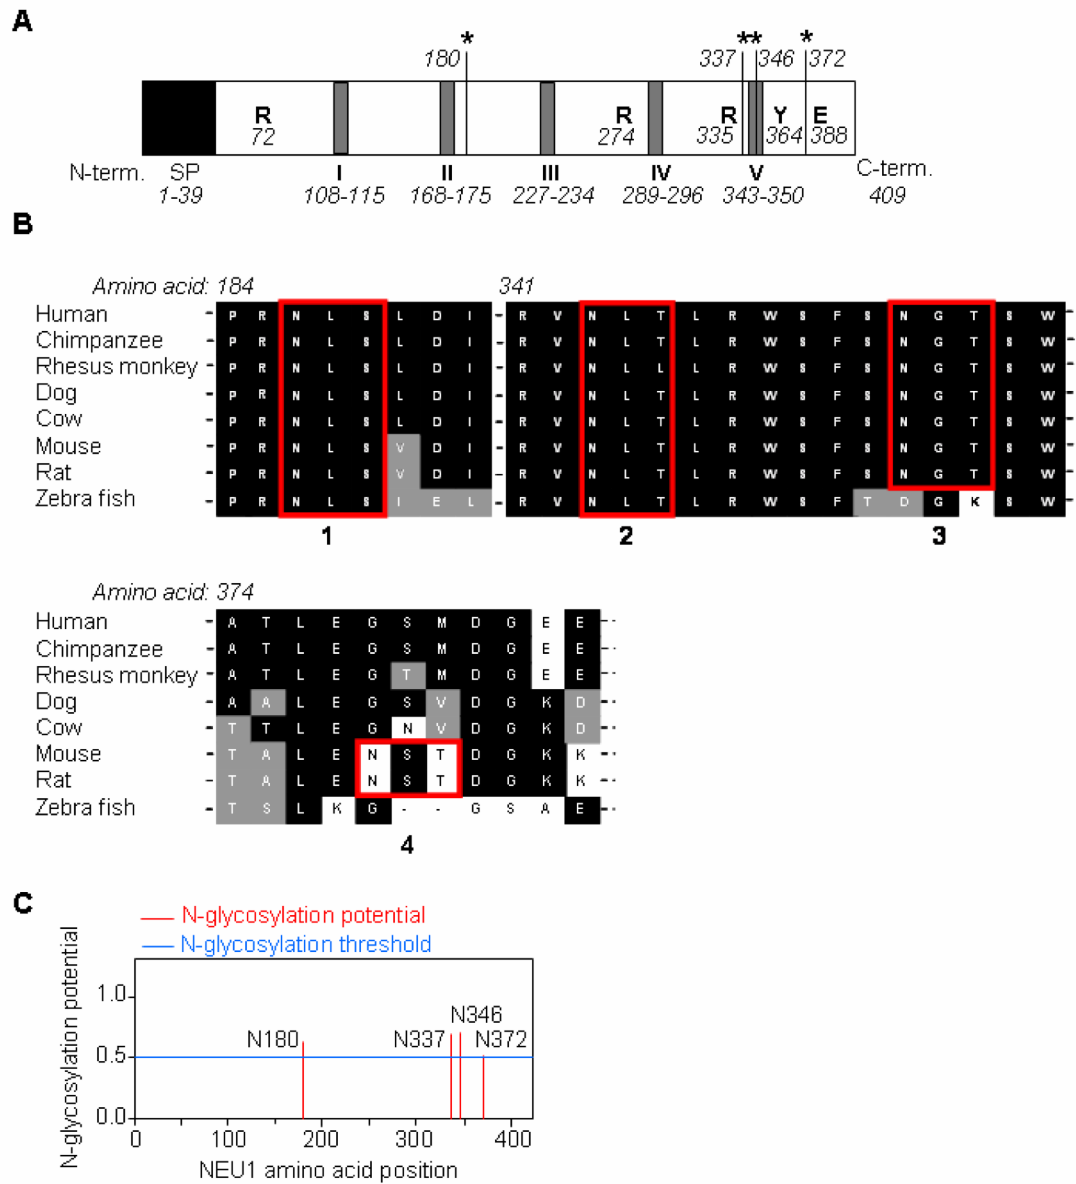 A
* ** *
180 337 346 372
R R R Y E
72 274 335 364 388
N-term. SP I II III IV V C-term.
1-39 108-115 168-175 227-234 289-296 343-350 409
B
Amino acid: 184 341
Human - P R N L S L D I - R V N L T L R W S F S N G T S W -
Chimpanzee - P R N L S L D I - R V N L T L R W S F S N G T S W -
Rhesus monkey - P R N L S L D I - R V N L L L R W S F S N G T S W -
Dog - P R N L S L D I - R V N L T L R W S F S N G T S W -
Cow - P R N L S L D I - R V N L T L R W S F S N G T S W -
Mouse - P R N L S V D I - R V N L T L R W S F S N G T S W -
Rat - P R N L S V D I - R V N L T L R W S F S N G T S W -
Zebra fish - P R N L S I E L - R V N L T L R W S F T D G K S W -
1 2 3
Amino acid: 374
Human - A T L E G S M D G E E - -
Chimpanzee - A T L E G S M D G E E - -
Rhesus monkey - A T L E G T M D G E E - -
Dog - A A L E G S V D G K D - -
Cow - T T L E G N V D G K D - -
Mouse - T A L E N S T D G K K - -
Rat - T A L E N S T D G K K - -
Zebra fish - T S L K G - - G S A E - -
4
C
N-glycosylation potential
N-glycosylation threshold
N-glycosylation potential
1.0
N346
N180 N337 N372
0.5
0.0
0 100 200 300 400
NEU1 amino acid position